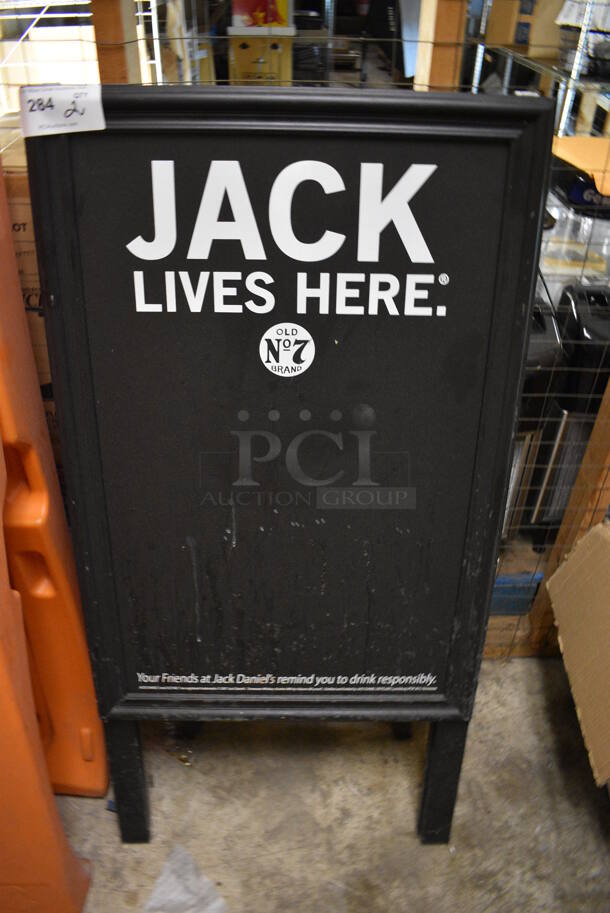 284
QTY
2
JACK
LIVES HERE.®
OLD
Nº7
BRAND
PCI
AUCTION GROUP
Your Friends at Jack Daniel's remind you to drink responsibly.